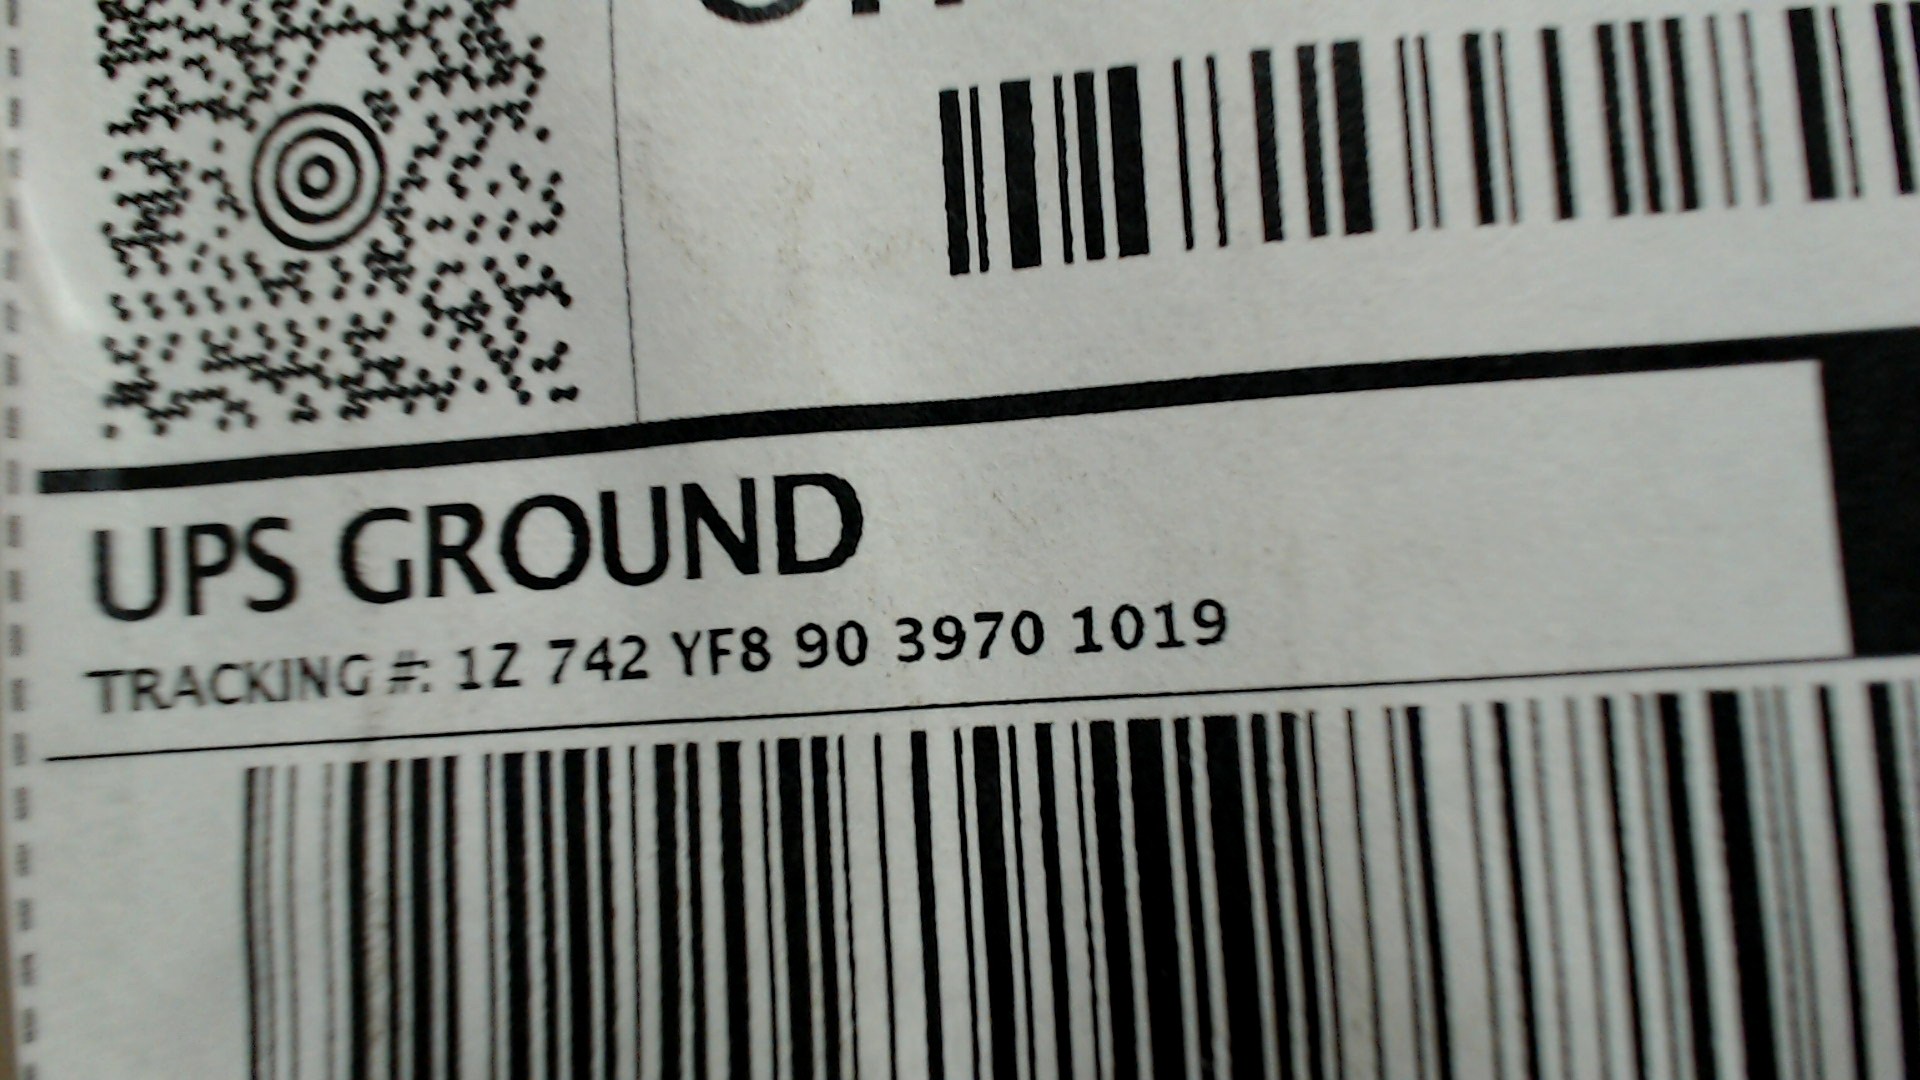 UPS GROUND
TRACKING #: 1Z 742 YF8 90 3970 1019